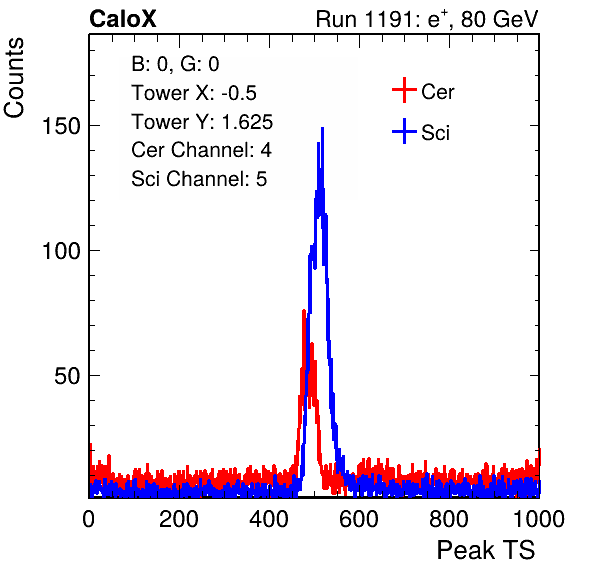 CaloX Run 1191: e⁺, 80 GeV
Counts
B: 0, G: 0
Tower X: -0.5
Tower Y: 1.625
Cer Channel: 4
Sci Channel: 5
Cer
Sci
150
100
50
0 200 400 600 800 1000
Peak TS